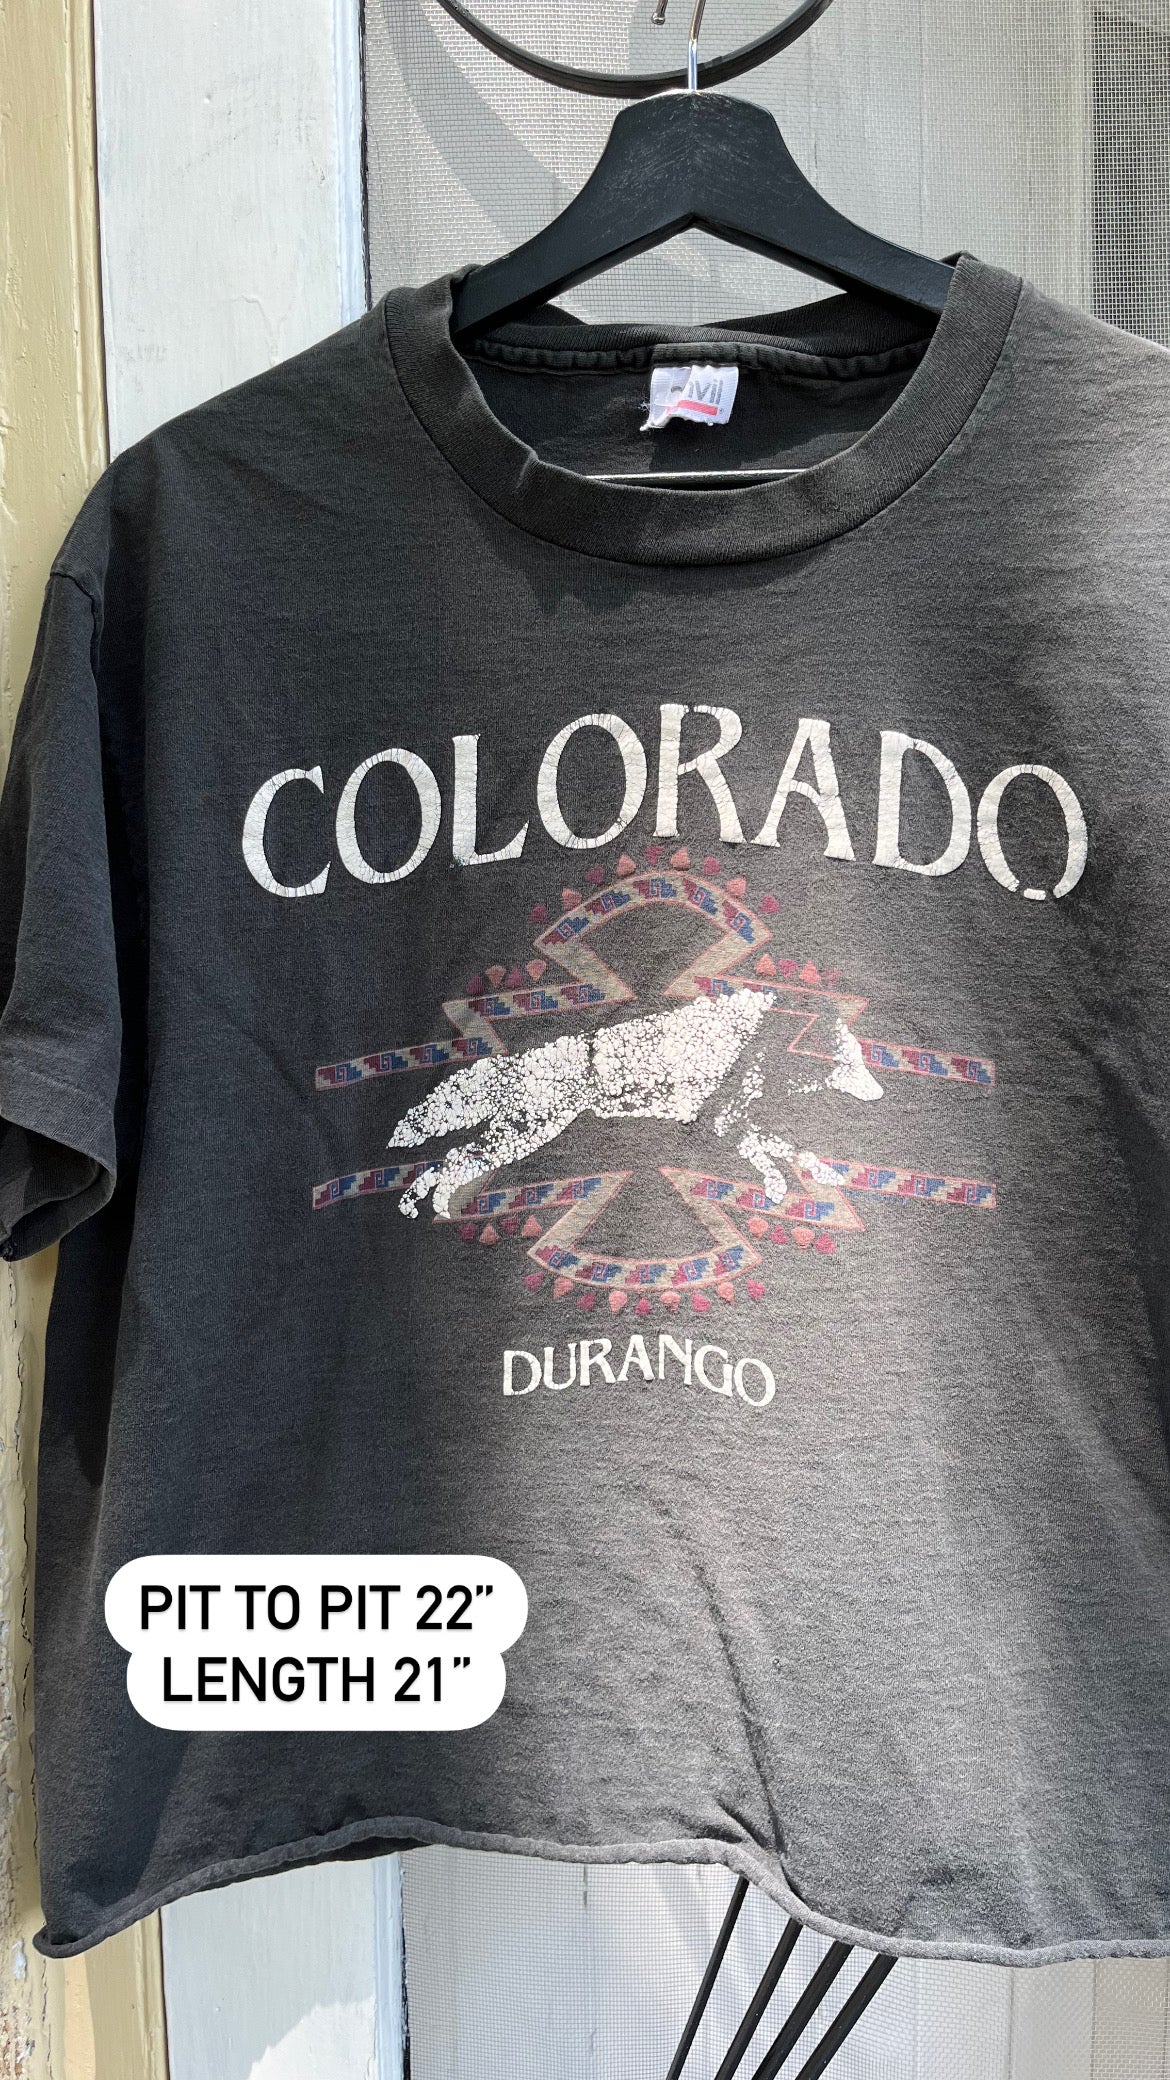 COLORADO
DURANGO
PIT TO PIT 22"
LENGTH 21"